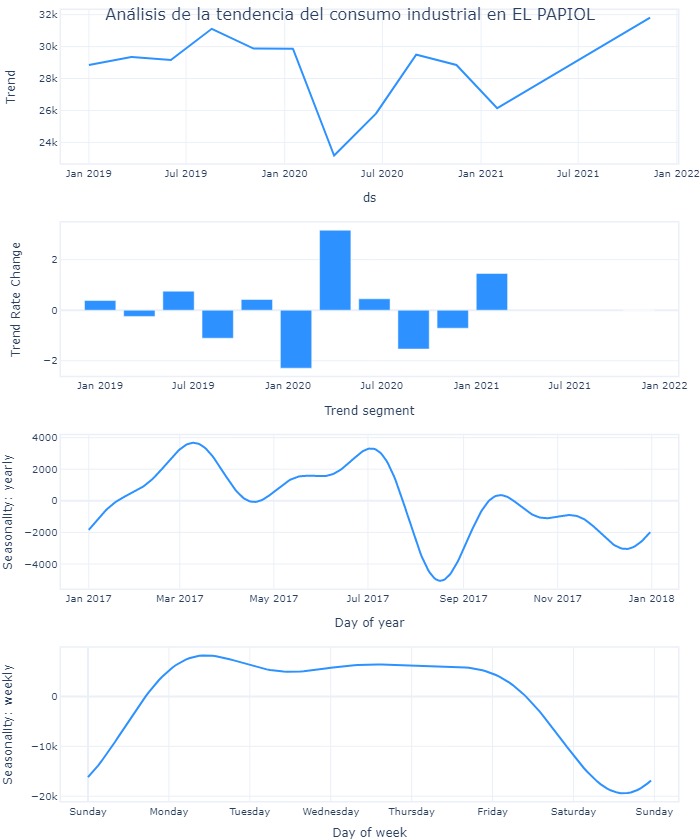 Análisis de la tendencia del consumo industrial en EL PAPIOL
32k
30k
28k
26k
24k
Trend
Jan 2019 Jul 2019 Jan 2020 Jul 2020 Jan 2021 Jul 2021 Jan 2022
ds
2
0
−2
Trend Rate Change
Jan 2019 Jul 2019 Jan 2020 Jul 2020 Jan 2021 Jul 2021 Jan 2022
Trend segment
4000
2000
0
−2000
−4000
Seasonality: yearly
Jan 2017 Mar 2017 May 2017 Jul 2017 Sep 2017 Nov 2017 Jan 2018
Day of year
0
−10k
−20k
Seasonality: weekly
Sunday Monday Tuesday Wednesday Thursday Friday Saturday Sunday
Day of week